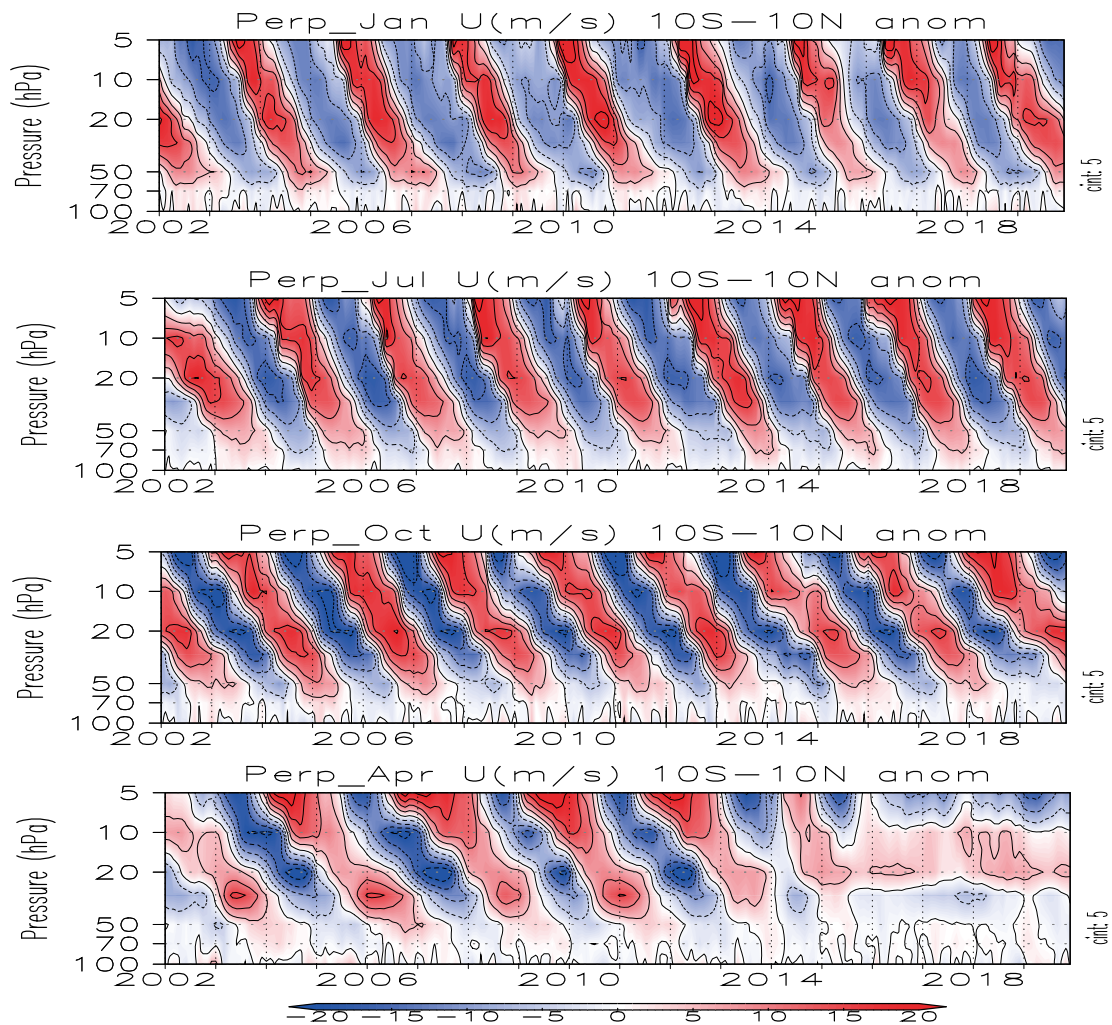 Perp_Jan U(m/s) 10S−10N anom
Pressure (hPa)
5
10
20
50
70
100
2002 2006 2010 2014 2018
cint: 5
Perp_Jul U(m/s) 10S−10N anom
Pressure (hPa)
5
10
20
50
70
100
2002 2006 2010 2014 2018
cint: 5
Perp_Oct U(m/s) 10S−10N anom
Pressure (hPa)
5
10
20
50
70
100
2002 2006 2010 2014 2018
cint: 5
Perp_Apr U(m/s) 10S−10N anom
Pressure (hPa)
5
10
20
50
70
100
2002 2006 2010 2014 2018
cint: 5
−20 −15 −10 −5 0 5 10 15 20